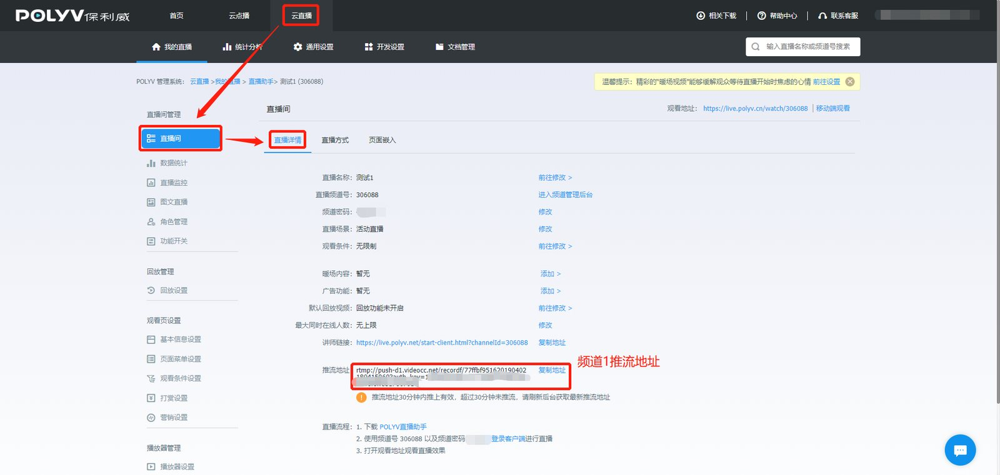 POLYV保利威
首页
云点播
云直播
相关下载
帮助中心
联系客服
我的直播
统计分析
通用设置
开发设置
文档管理
输入直播名称或频道号搜索
POLYV 管理系统: 云直播 >我的直播 > 直播助手> 测试1 (306088)
温馨提示: 精彩的“暖场视频”能够缓解观众等待直播开始时焦虑的心情 前往设置
直播间管理
直播间
数据统计
直播监控
图文直播
角色管理
功能开关
回放管理
回放设置
观看页设置
基本信息设置
页面菜单设置
观看条件设置
打赏设置
营销设置
播放器管理
播放器设置
直播间
观看地址: https://live.polyv.cn/watch/306088 | 移动端观看
直播详情
直播方式
页面嵌入
直播名称: 测试1 前往修改 >
直播频道号: 306088 进入频道管理后台
频道密码: 修改
直播场景: 活动直播 修改
观看条件: 无限制 前往修改 >
暖场内容: 暂无 添加 >
广告功能: 暂无 添加 >
默认回放视频: 回放功能未开启 前往修改 >
最大同时在线人数: 无上限 修改
讲师链接: https://live.polyv.net/start-client.html?channelId=306088 复制地址
推流地址 rtmp://push-d1.videocc.net/recordf/77ffbf951620190402 复制地址
频道1推流地址
推流地址30分钟内推上有效，超过30分钟未推流，请刷新后台获取最新推流地址
直播流程: 1. 下载 POLYV直播助手
2. 使用频道号 306088 以及频道密码 登录客户端进行直播
3. 打开观看地址观看直播效果